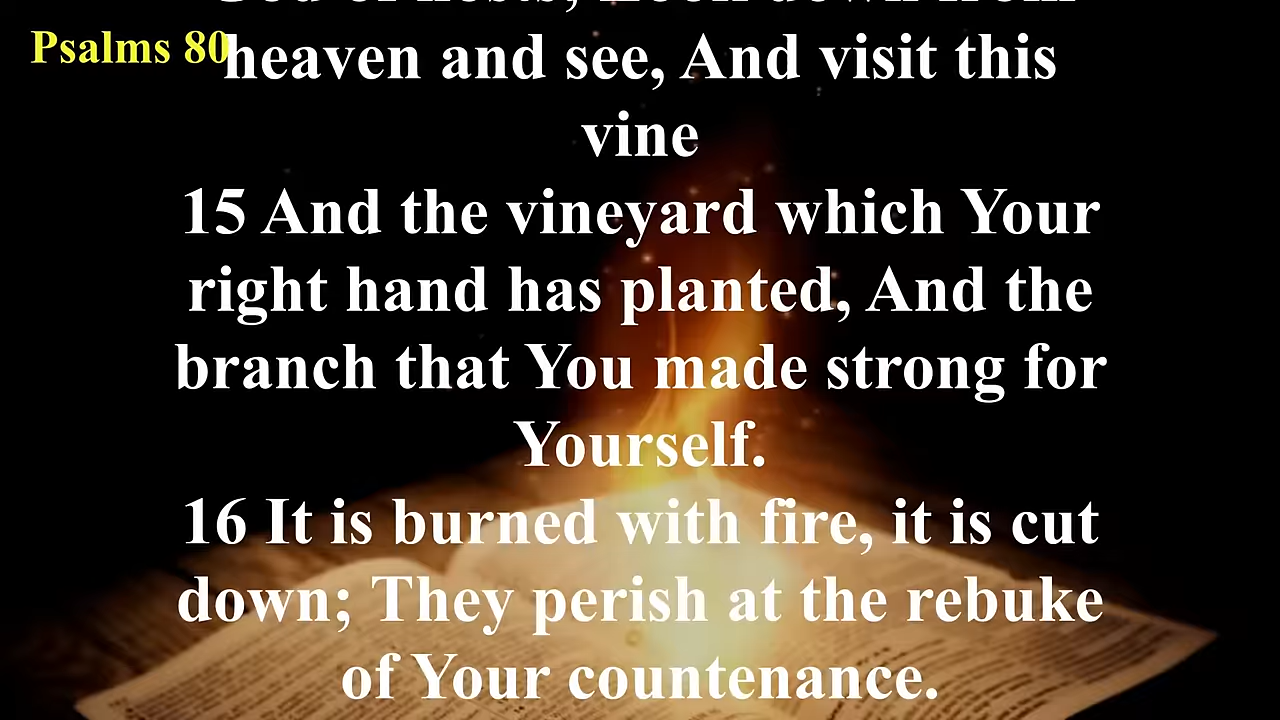 Psalms 80
heaven and see, And visit this
vine
15 And the vineyard which Your
right hand has planted, And the
branch that You made strong for
Yourself.
16 It is burned with fire, it is cut
down; They perish at the rebuke
of Your countenance.